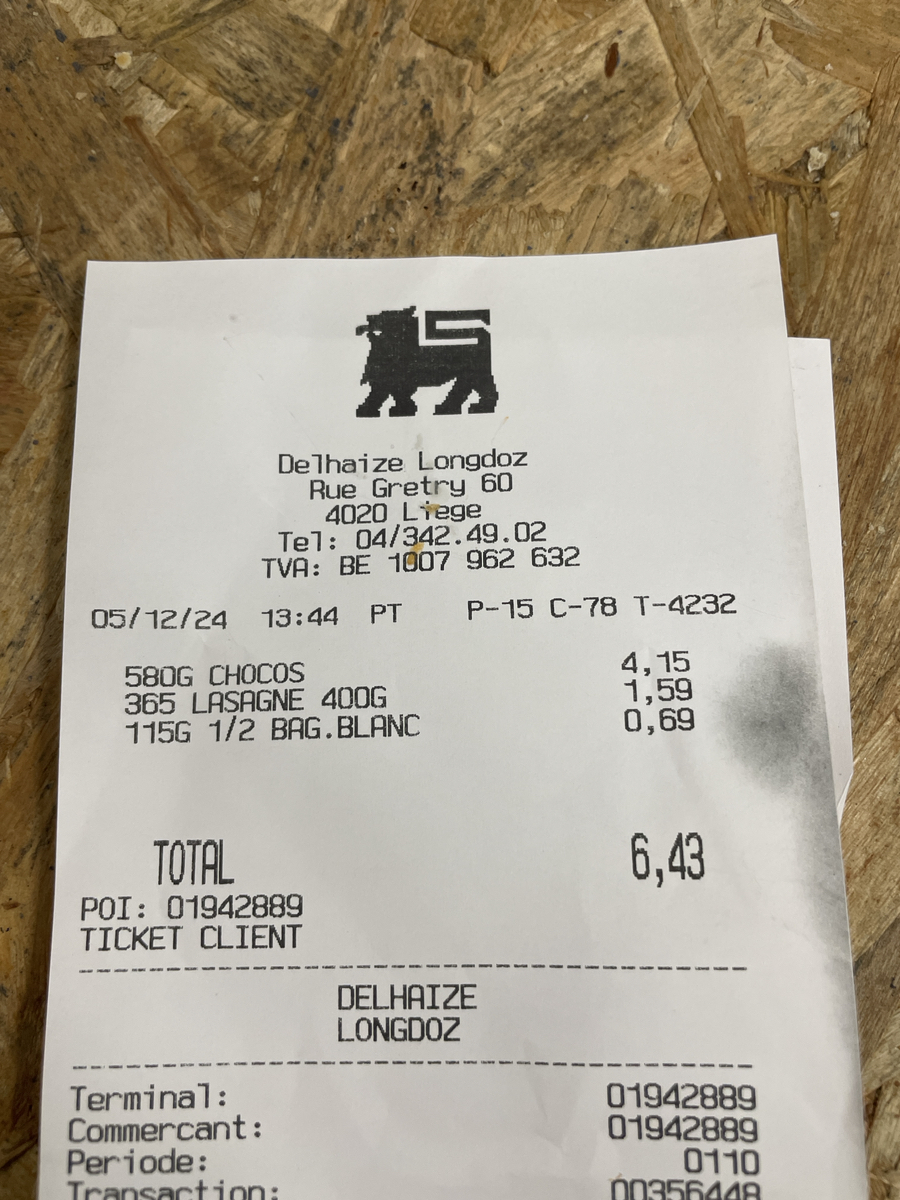 Delhaize Longdoz
Rue Gretry 60
4020 Liege
Tel: 04/342.49.02
TVA: BE 1007 962 632
05/12/24 13:44 PT P-15 C-78 T-4232
580G CHOCOS 4,15
365 LASAGNE 400G 1,59
115G 1/2 BAG.BLANC 0,69
TOTAL 6,43
POI: 01942889
TICKET CLIENT
DELHAIZE
LONGDOZ
Terminal: 01942889
Commercant: 01942889
Periode: 0110
Transaction: 00356448